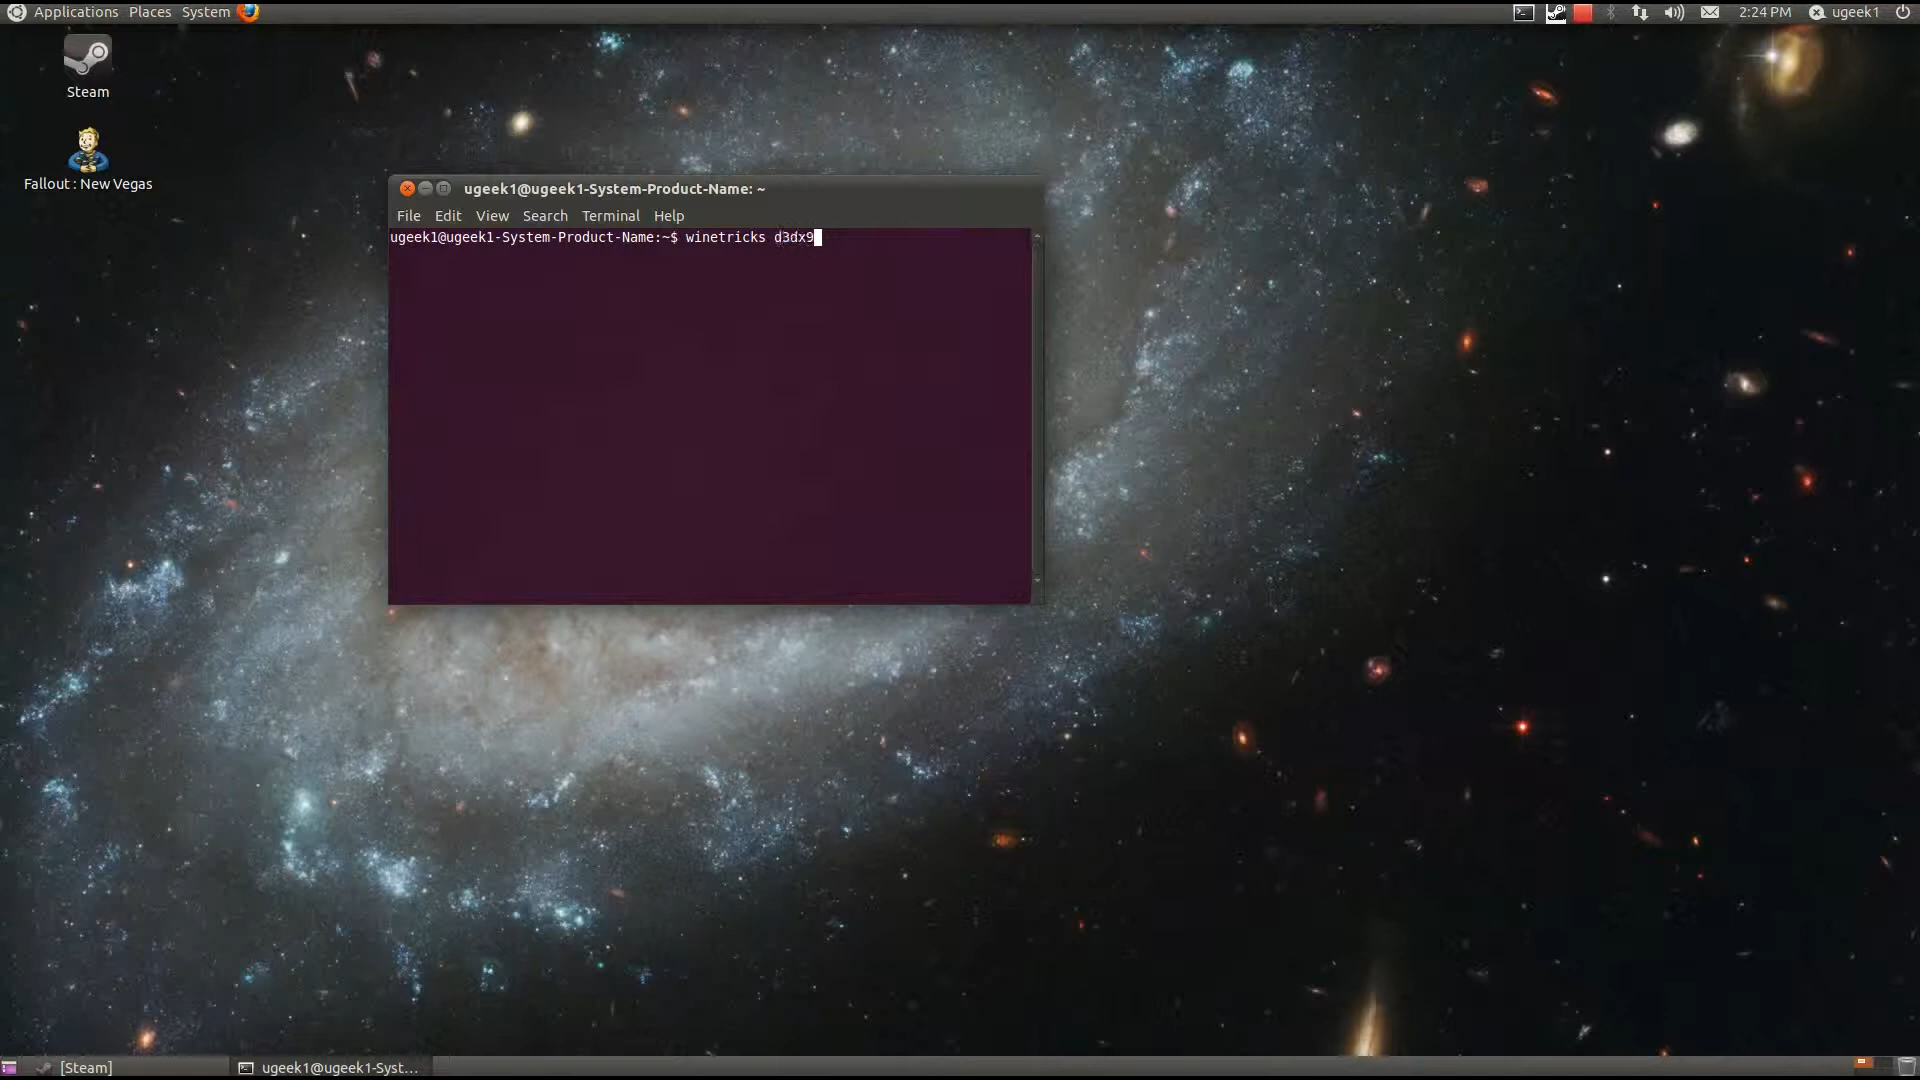 Applications Places System 2:24 PM ugeek1
Steam
Fallout : New Vegas
ugeek1@ugeek1-System-Product-Name: ~
File Edit View Search Terminal Help
ugeek1@ugeek1-System-Product-Name:~$ winetricks d3dx9
[Steam] ugeek1@ugeek1-Syst...